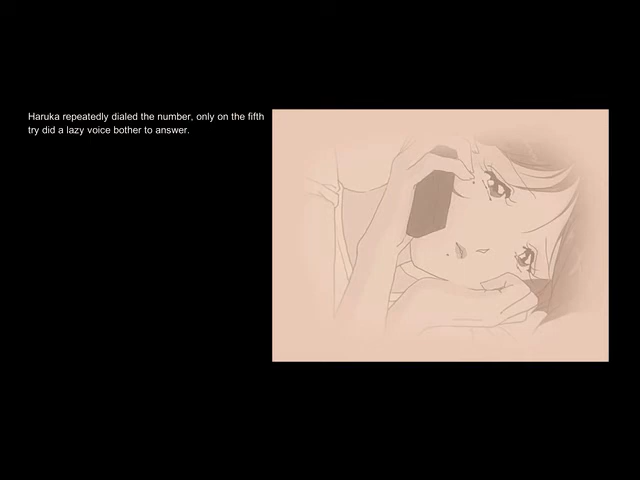 Haruka repeatedly dialed the number, only on the fifth
try did a lazy voice bother to answer.